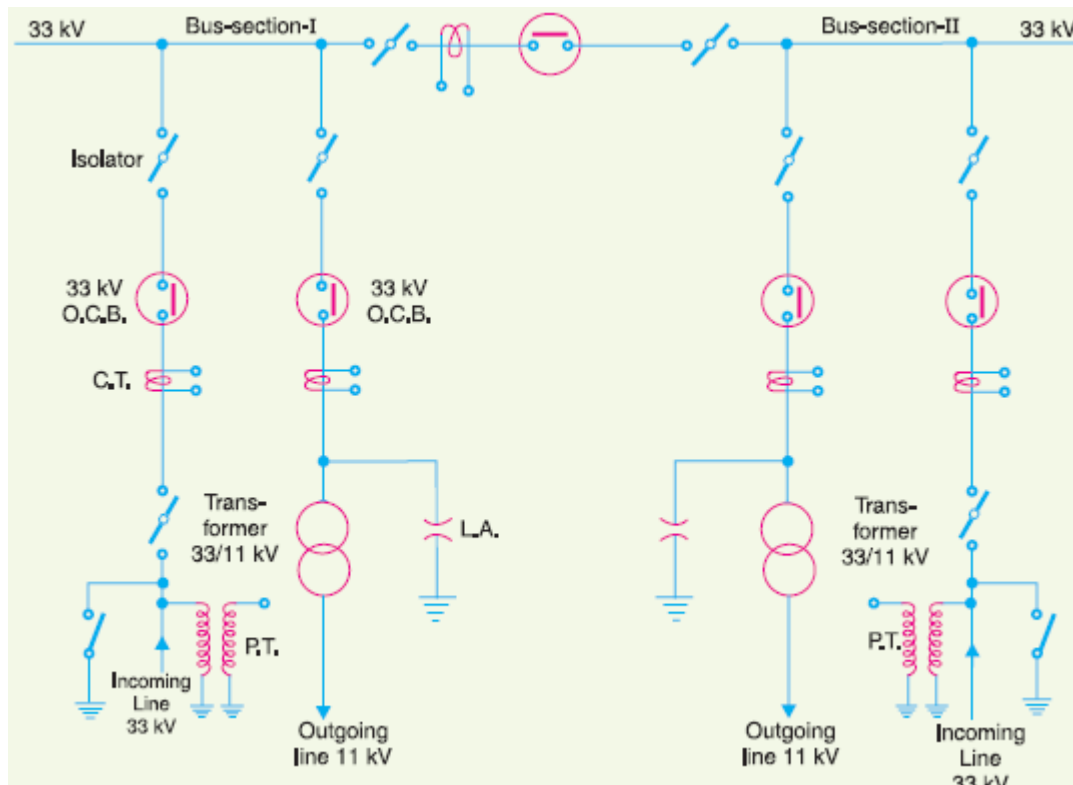 33 kV
Bus-section-I
Bus-section-II
33 kV
Isolator
33 kV
O.C.B.
33 kV
O.C.B.
C.T.
Trans-
former
33/11 kV
L.A.
Trans-
former
33/11 kV
P.T.
P.T.
Incoming
Line
33 kV
Outgoing
line 11 kV
Outgoing
line 11 kV
Incoming
Line
33 kV